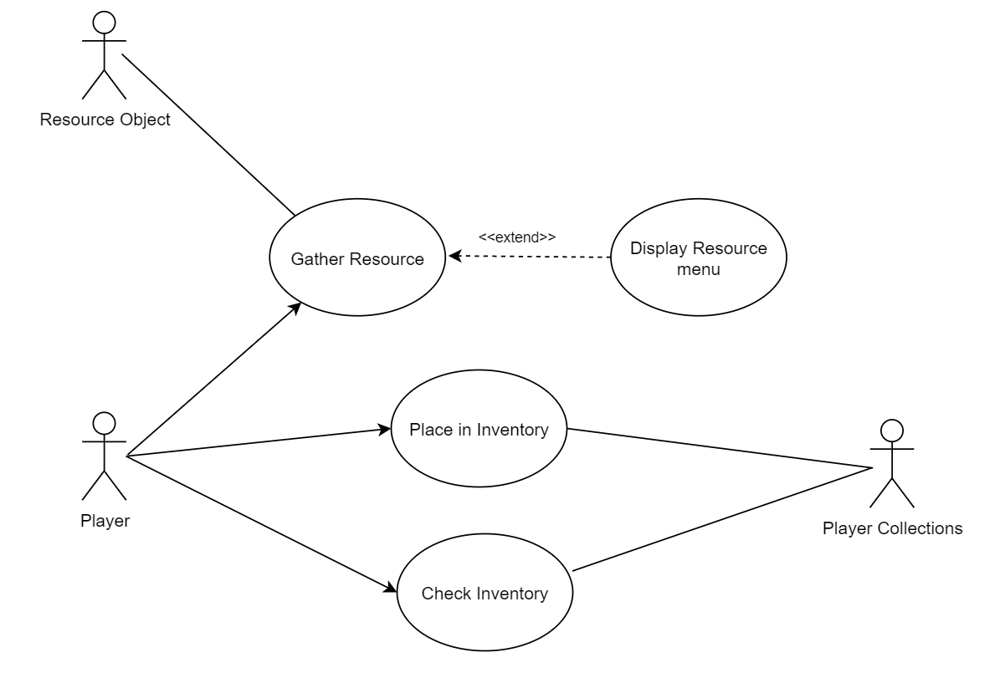 Resource Object
<<extend>>
Gather Resource
Display Resource
menu
Place in Inventory
Player
Player Collections
Check Inventory